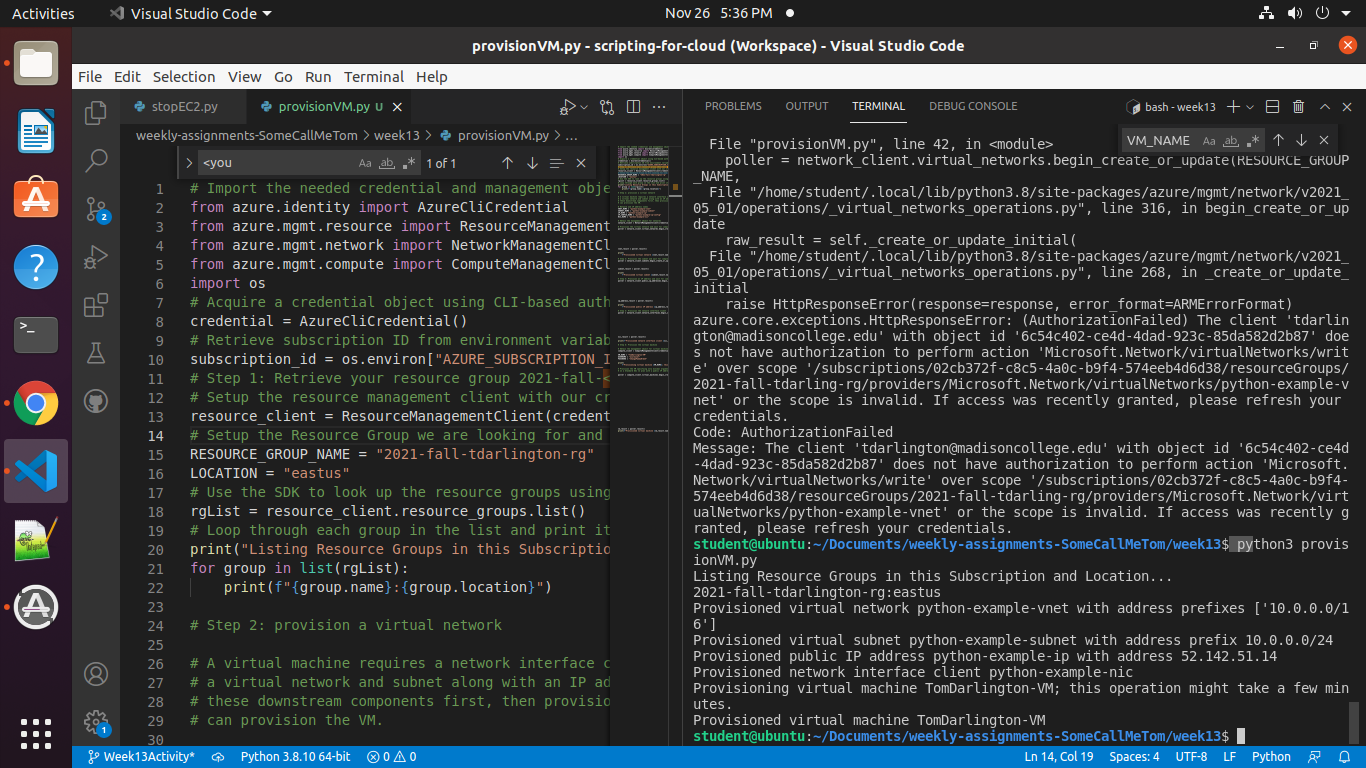 Activities
Visual Studio Code
Nov 26 5:36 PM
provisionVM.py - scripting-for-cloud (Workspace) - Visual Studio Code
File Edit Selection View Go Run Terminal Help
stopEC2.py
provisionVM.py U
weekly-assignments-SomeCallMeTom > week13 > provisionVM.py > ...
<you
Aa ab 1 of 1
1 # Import the needed credential and management obje
2 from azure.identity import AzureCliCredential
3 from azure.mgmt.resource import ResourceManagement
4 from azure.mgmt.network import NetworkManagementCl
5 from azure.mgmt.compute import ComputeManagementCl
6 import os
7 # Acquire a credential object using CLI-based auth
8 credential = AzureCliCredential()
9 # Retrieve subscription ID from environment variab
10 subscription_id = os.environ["AZURE_SUBSCRIPTION_I
11 # Step 1: Retrieve your resource group 2021-fall-<
12 # Setup the resource management client with our cr
13 resource_client = ResourceManagementClient(credent
14 # Setup the Resource Group we are looking for and
15 RESOURCE_GROUP_NAME = "2021-fall-tdarlington-rg"
16 LOCATION = "eastus"
17 # Use the SDK to look up the resource groups using
18 rgList = resource_client.resource_groups.list()
19 # Loop through each group in the list and print it
20 print("Listing Resource Groups in this Subscriptio
21 for group in list(rgList):
22 print(f"{group.name}:{group.location}")
23
24 # Step 2: provision a virtual network
25
26 # A virtual machine requires a network interface c
27 # a virtual network and subnet along with an IP ad
28 # these downstream components first, then provisio
29 # can provision the VM.
30
PROBLEMS OUTPUT TERMINAL DEBUG CONSOLE
bash - week13
VM_NAME Aa ab
File "provisionVM.py", line 42, in <module>
poller = network_client.virtual_networks.begin_create_or_update(RESOURCE_GROUP
_NAME,
File "/home/student/.local/lib/python3.8/site-packages/azure/mgmt/network/v2021_
05_01/operations/_virtual_networks_operations.py", line 316, in begin_create_or_up
date
raw_result = self._create_or_update_initial(
File "/home/student/.local/lib/python3.8/site-packages/azure/mgmt/network/v2021_
05_01/operations/_virtual_networks_operations.py", line 268, in _create_or_update_
initial
raise HttpResponseError(response=response, error_format=ARMErrorFormat)
azure.core.exceptions.HttpResponseError: (AuthorizationFailed) The client 'tdarlin
gton@madisoncollege.edu' with object id '6c54c402-ce4d-4dad-923c-85da582d2b87' doe
s not have authorization to perform action 'Microsoft.Network/virtualNetworks/writ
e' over scope '/subscriptions/02cb372f-c8c5-4a0c-b9f4-574eeb4d6d38/resourceGroups/
2021-fall-tdarling-rg/providers/Microsoft.Network/virtualNetworks/python-example-v
net' or the scope is invalid. If access was recently granted, please refresh your
credentials.
Code: AuthorizationFailed
Message: The client 'tdarlington@madisoncollege.edu' with object id '6c54c402-ce4d
-4dad-923c-85da582d2b87' does not have authorization to perform action 'Microsoft.
Network/virtualNetworks/write' over scope '/subscriptions/02cb372f-c8c5-4a0c-b9f4-
574eeb4d6d38/resourceGroups/2021-fall-tdarling-rg/providers/Microsoft.Network/virt
ualNetworks/python-example-vnet' or the scope is invalid. If access was recently g
ranted, please refresh your credentials.
student@ubuntu:~/Documents/weekly-assignments-SomeCallMeTom/week13$ python3 provis
ionVM.py
Listing Resource Groups in this Subscription and Location...
2021-fall-tdarlington-rg:eastus
Provisioned virtual network python-example-vnet with address prefixes ['10.0.0.0/1
6']
Provisioned virtual subnet python-example-subnet with address prefix 10.0.0.0/24
Provisioned public IP address python-example-ip with address 52.142.51.14
Provisioned network interface client python-example-nic
Provisioning virtual machine TomDarlington-VM; this operation might take a few min
utes.
Provisioned virtual machine TomDarlington-VM
student@ubuntu:~/Documents/weekly-assignments-SomeCallMeTom/week13$
2
1
Week13Activity* Python 3.8.10 64-bit 0 0 Ln 14, Col 19 Spaces: 4 UTF-8 LF Python